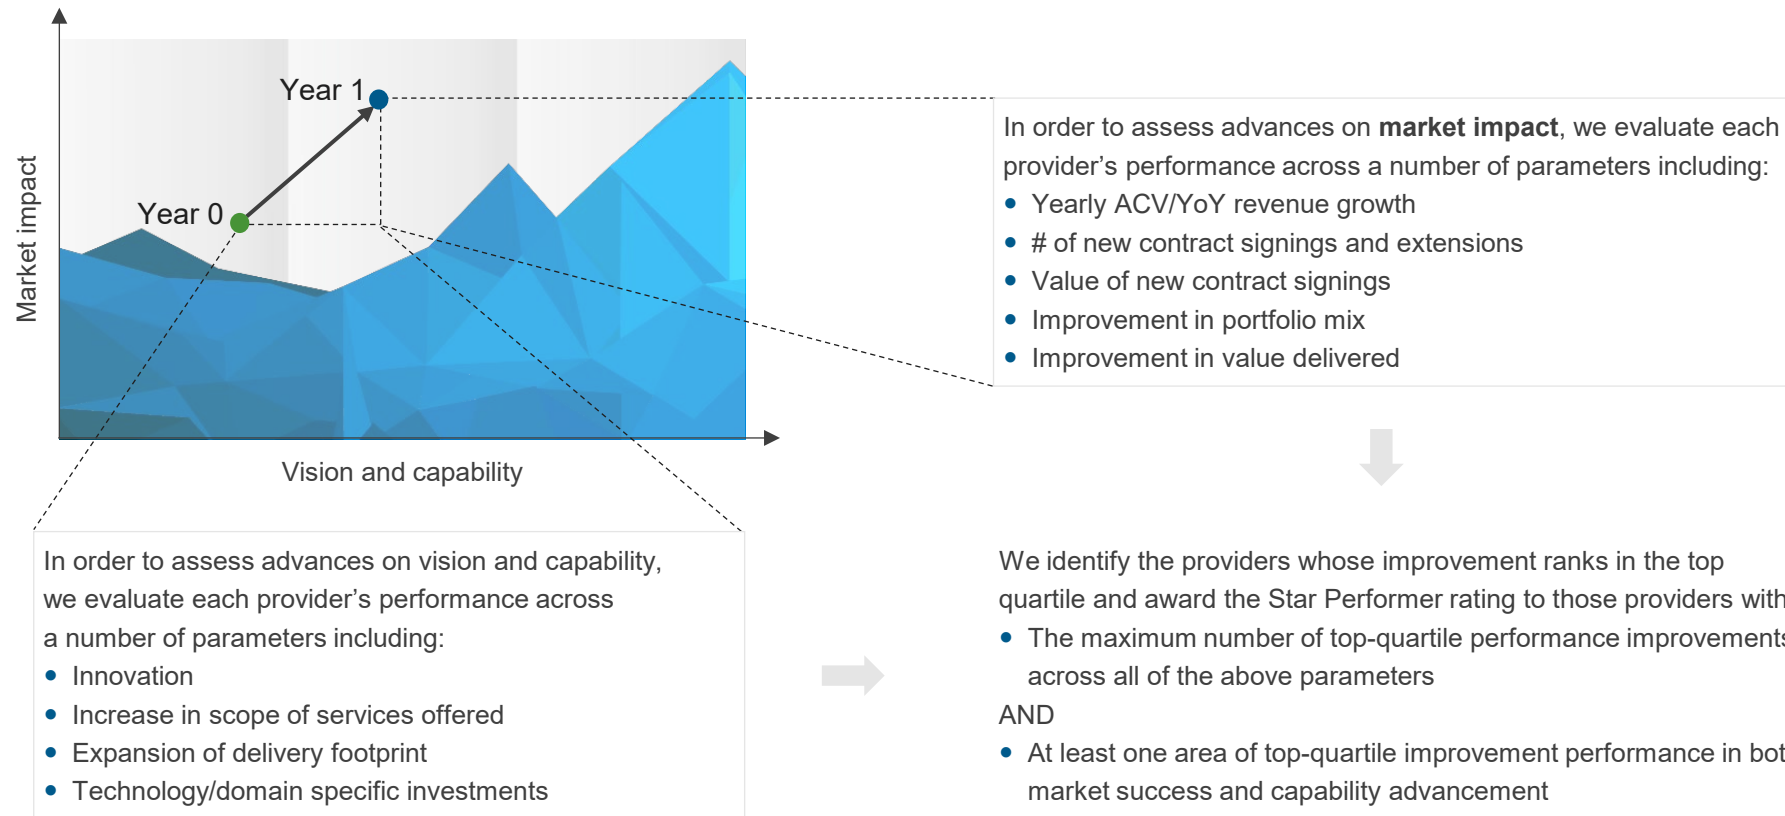 Year 1
Year 0
Market impact
Vision and capability
In order to assess advances on market impact, we evaluate each
provider’s performance across a number of parameters including:
• Yearly ACV/YoY revenue growth
• # of new contract signings and extensions
• Value of new contract signings
• Improvement in portfolio mix
• Improvement in value delivered
In order to assess advances on vision and capability,
we evaluate each provider’s performance across
a number of parameters including:
• Innovation
• Increase in scope of services offered
• Expansion of delivery footprint
• Technology/domain specific investments
We identify the providers whose improvement ranks in the top
quartile and award the Star Performer rating to those providers with
• The maximum number of top-quartile performance improvements
across all of the above parameters
AND
• At least one area of top-quartile improvement performance in bot
market success and capability advancement